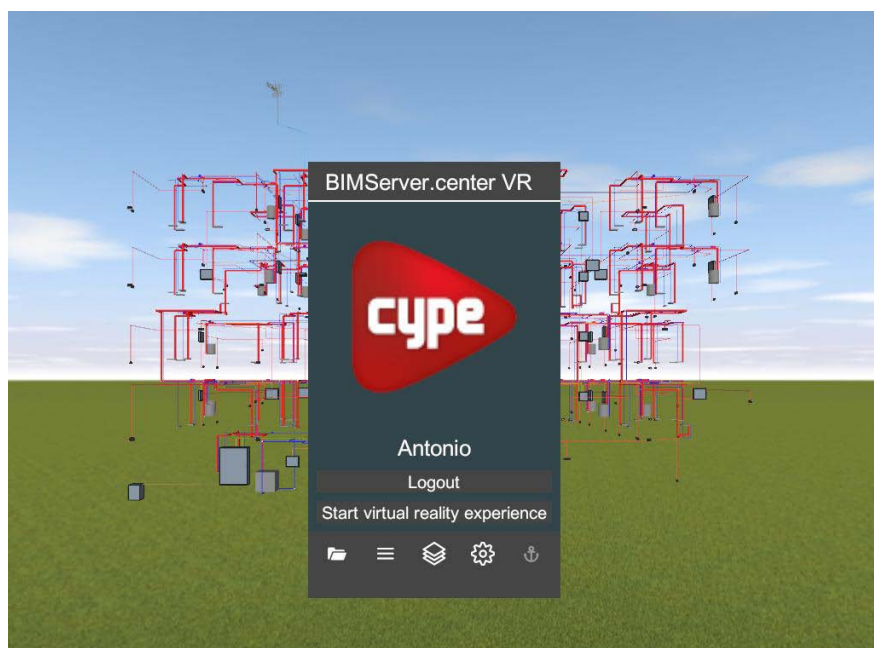 BIMServer.center VR
cype
Antonio
Logout
Start virtual reality experience